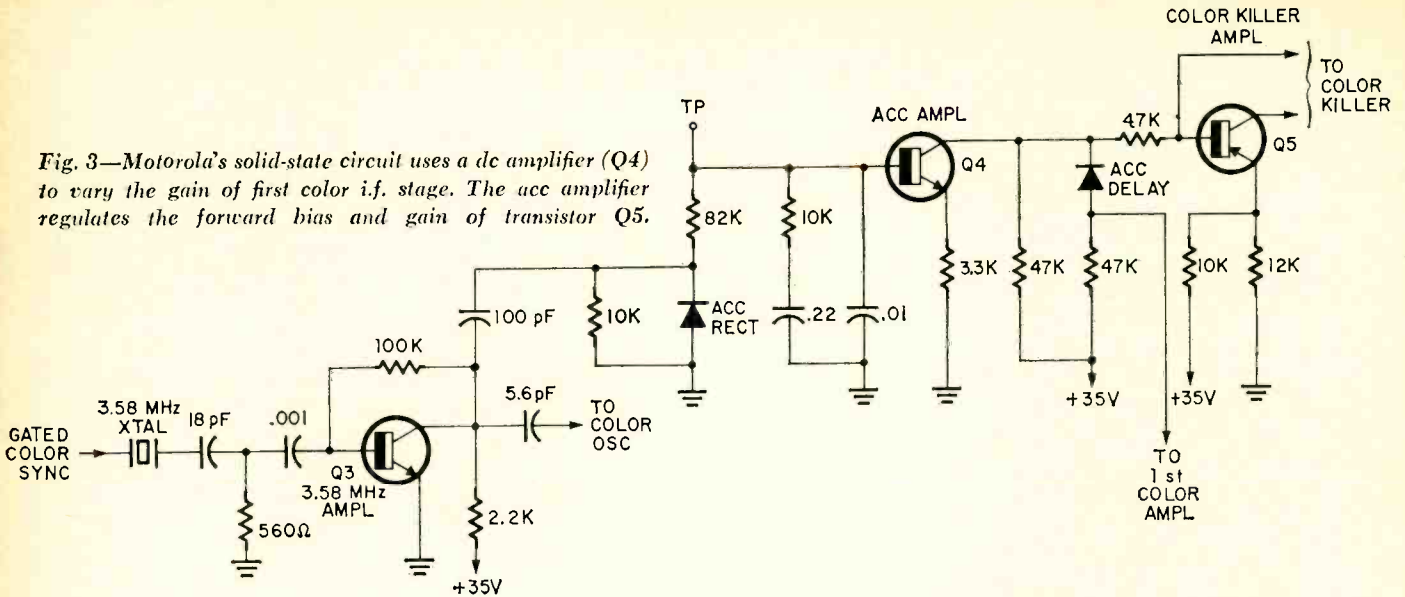 Fig. 3—Motorola's solid-state circuit uses a dc amplifier (Q4)
to vary the gain of first color i.f. stage. The acc amplifier
regulates the forward bias and gain of transistor Q5.
COLOR KILLER
AMPL
TO
COLOR
KILLER
TP
ACC AMPL
Q4
47K
Q5
ACC
DELAY
82K
10K
.22
.01
3.3K
47K
47K
10K
12K
100 pF
10K
ACC
RECT
100K
5.6pF
TO
COLOR
OSC
+35V
+35V
TO
1st
COLOR
AMPL
GATED
COLOR
SYNC
3.58 MHz
XTAL
18pF
.001
Q3
3.58 MHz
AMPL
560Ω
2.2K
+35V